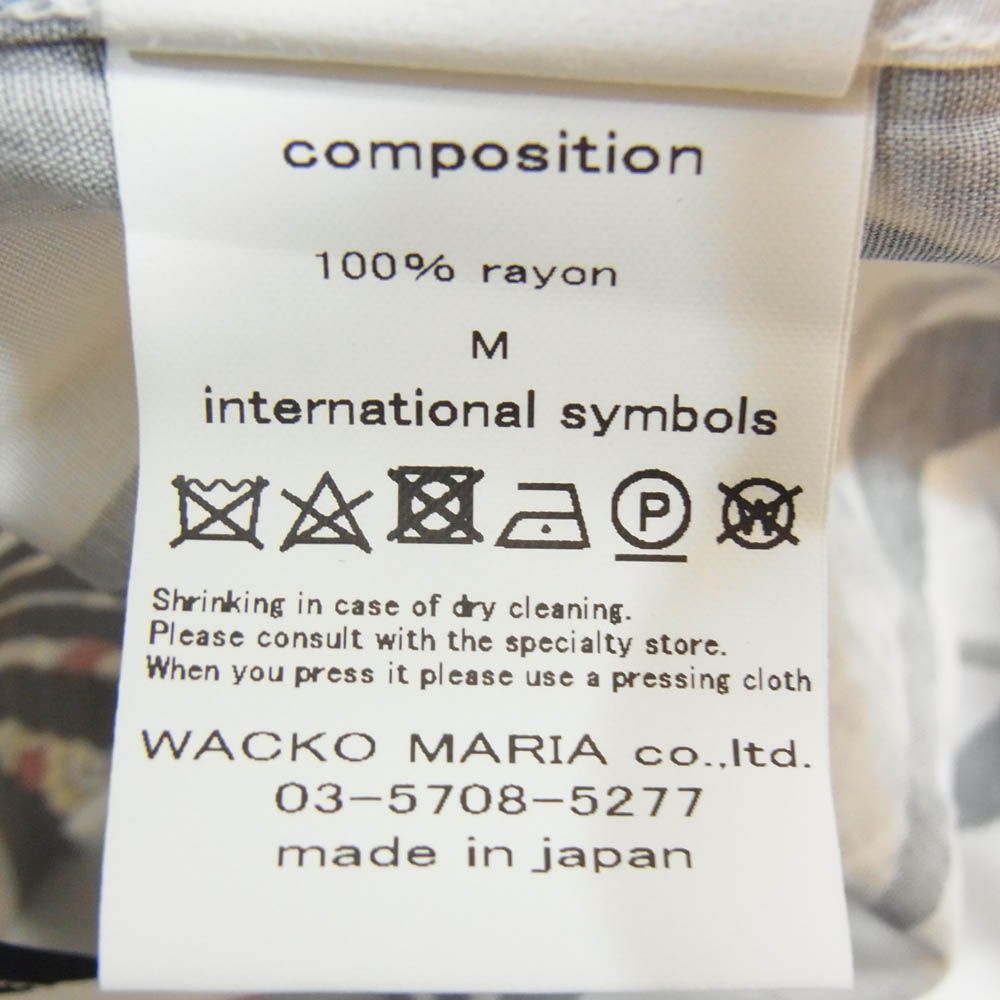 composition
100% rayon
M
international symbols
P W
Shrinking in case of dry cleaning.
Please consult with the specialty store.
When you press it please use a pressing cloth
WACKO MARIA co.,ltd.
03-5708-5277
made in japan